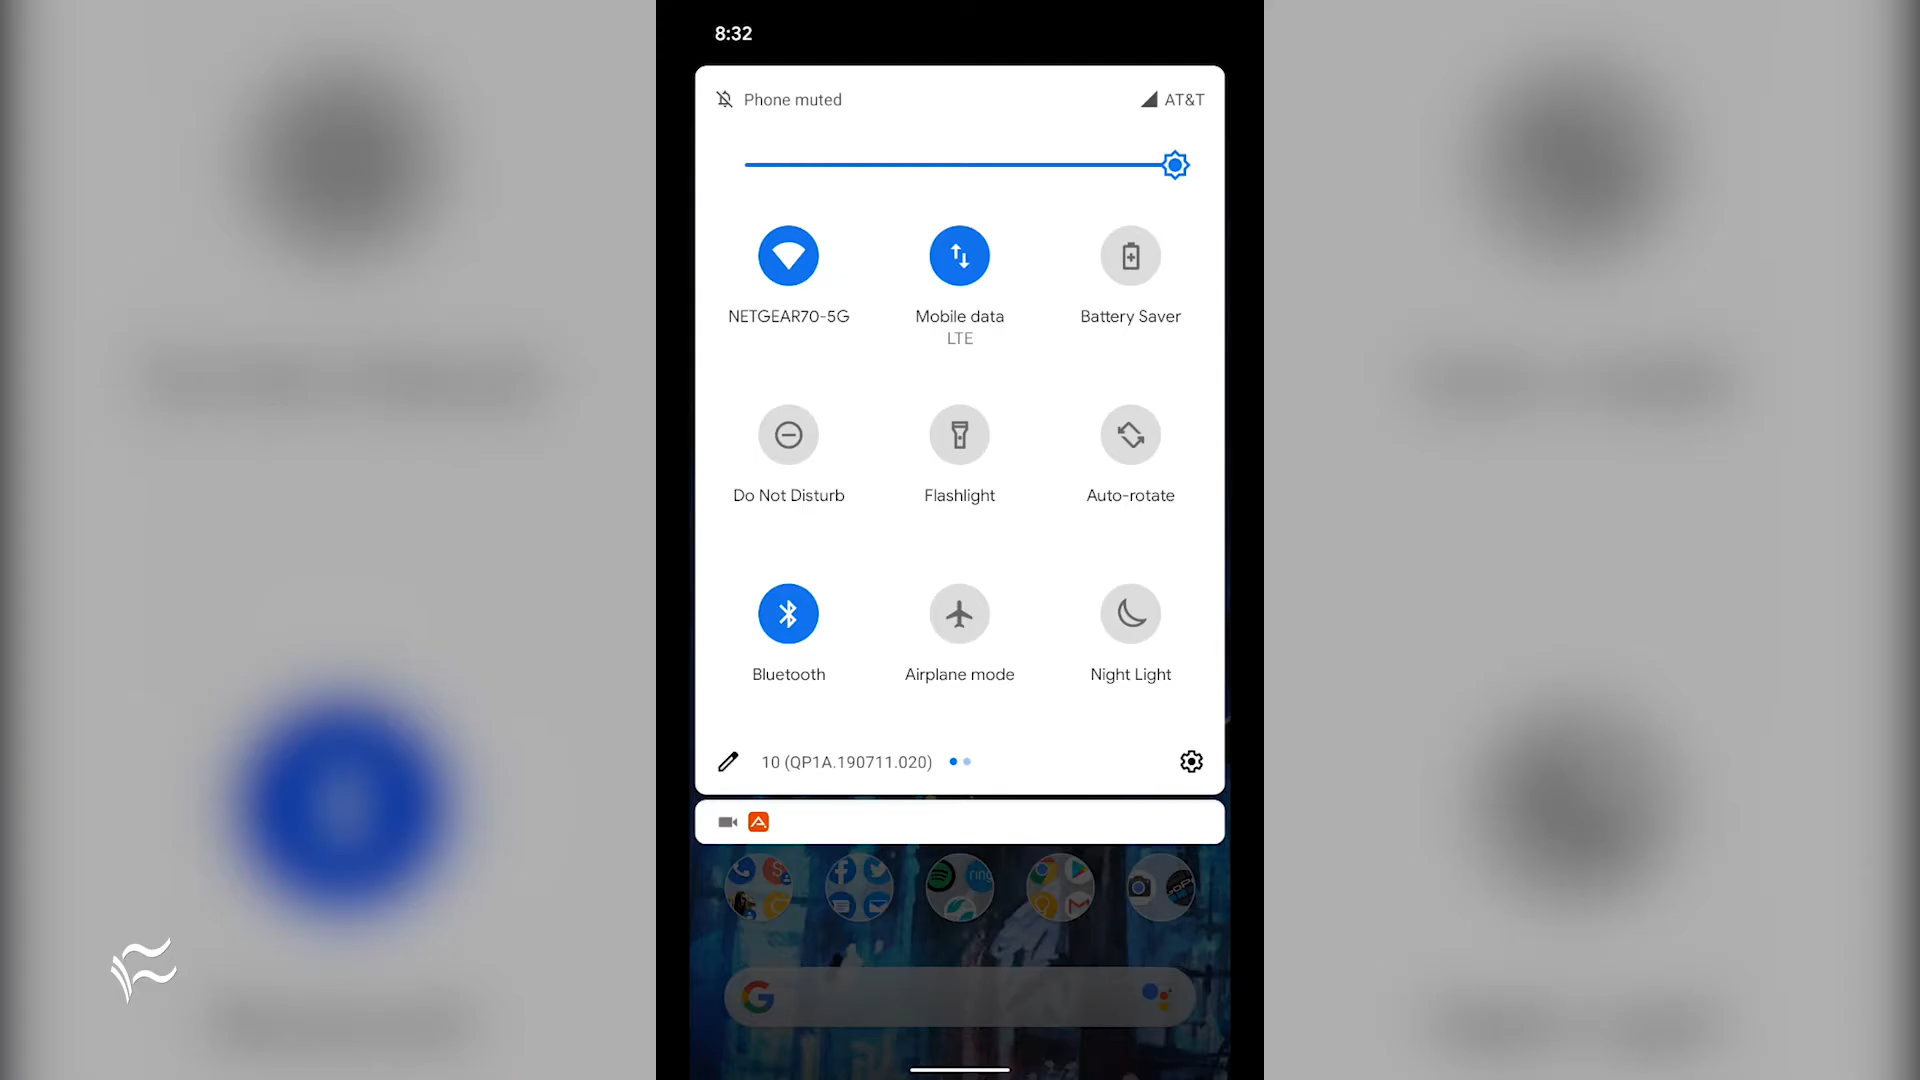 8:32
Phone muted
AT&T
NETGEAR70-5G
Mobile data
LTE
Battery Saver
Do Not Disturb
Flashlight
Auto-rotate
Bluetooth
Airplane mode
Night Light
10 (QP1A.190711.020)
ring